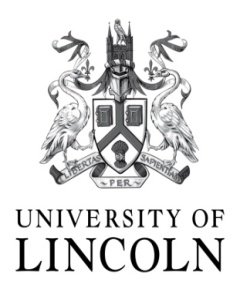 LIBERTAS
PER
SAPIENTIAM
UNIVERSITY OF
LINCOLN